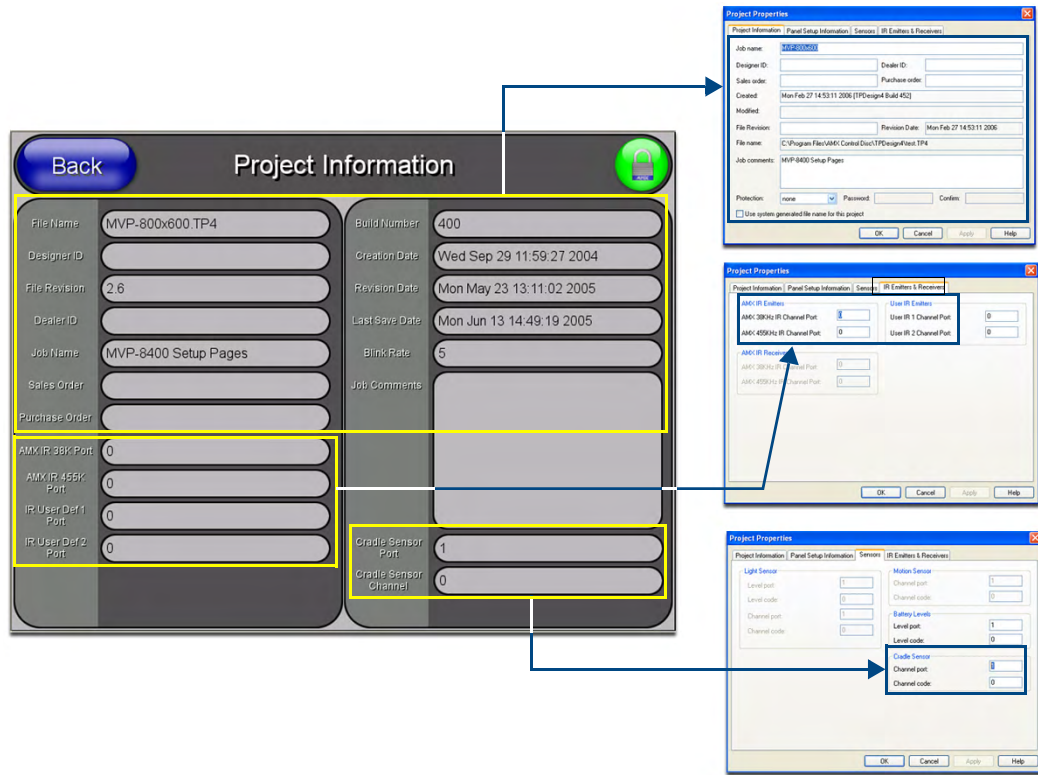 Back
Project Information
AMX
File Name
MVP-800x600.TP4
Designer ID
File Revision
2.6
Dealer ID
Job Name
MVP-8400 Setup Pages
Sales Order
Purchase Order
AMX IR 38K Port
0
AMX IR 455K
Port
0
IR User Def 1
Port
0
IR User Def 2
Port
0
Build Number
400
Creation Date
Wed Sep 29 11:59:27 2004
Revision Date
Mon May 23 13:11:02 2005
Last Save Date
Mon Jun 13 14:49:19 2005
Blink Rate
5
Job Comments
Cradle Sensor
Port
1
Cradle Sensor
Channel
0
Project Properties
Project Information Panel Setup Information Sensors IR Emitters & Receivers
Job name: MVP-800x600
Designer ID: Dealer ID:
Sales order: Purchase order:
Created: Mon Feb 27 14:53:11 2006 [TPDesign4 Build 452]
Modified:
File Revision: Revision Date: Mon Feb 27 14:53:11 2006
File name: C:\Program Files\AMX Control Disc\TPDesign4\test.TP4
Job comments: MVP-8400 Setup Pages
Protection: none Password: Confirm:
Use system generated file name for this project
OK Cancel Apply Help
Project Properties
Project Information Panel Setup Information Sensors IR Emitters & Receivers
AMX IR Emitters User IR Emitters
AMX 38KHz IR Channel Port: 0 User IR 1 Channel Port: 0
AMX 455KHz IR Channel Port: 0 User IR 2 Channel Port: 0
AMX IR Receivers
AMX 38KHz IR Channel Port: 0
AMX 455KHz IR Channel Port: 0
OK Cancel Apply Help
Project Properties
Project Information Panel Setup Information Sensors IR Emitters & Receivers
Light Sensor Motion Sensor
Level port: 1 Channel port: 1
Level code: 0 Channel code: 0
Channel port: 1 Battery Levels
Channel code: 0 Level port: 1
Level code: 0
Cradle Sensor
Channel port:
Channel code: 0
OK Cancel Apply Help